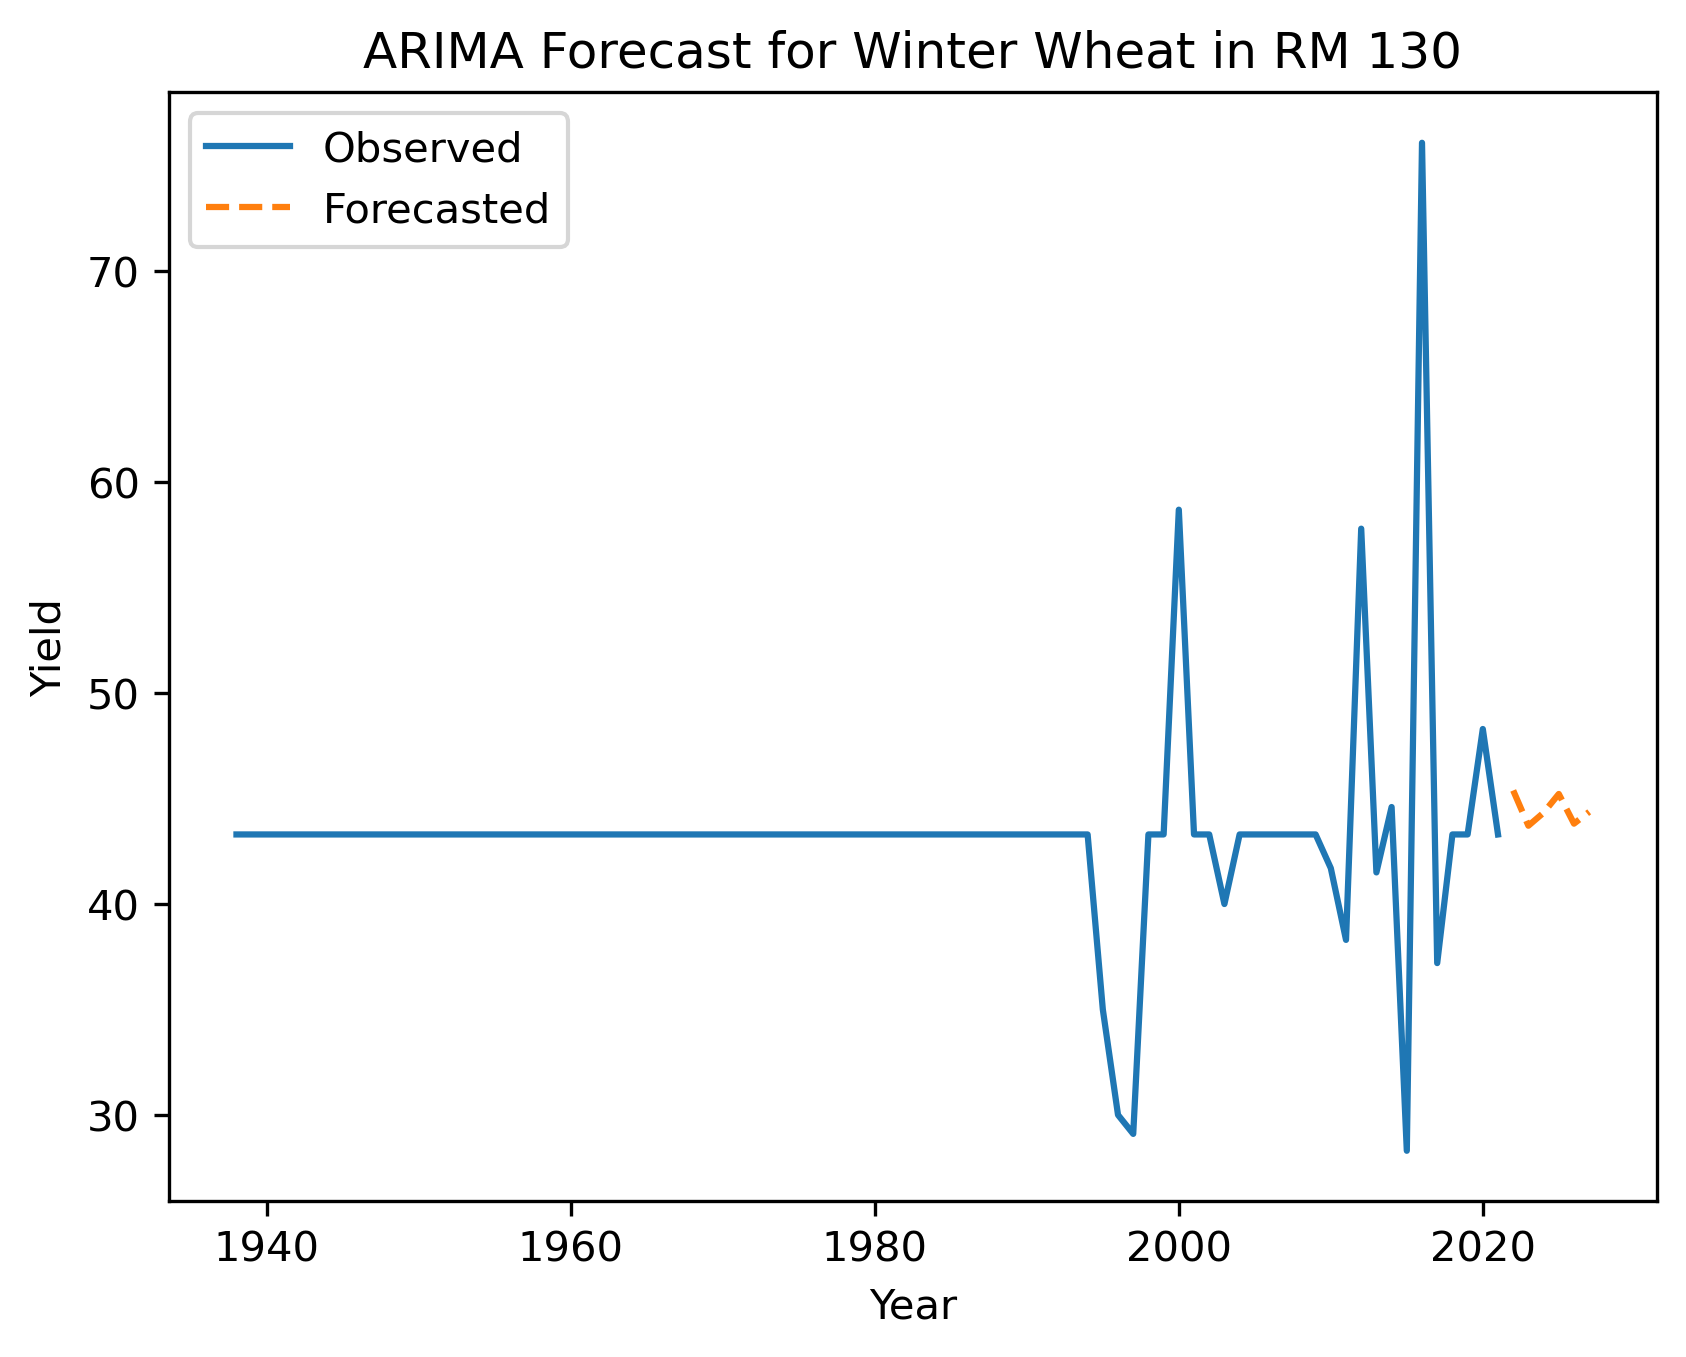 ARIMA Forecast for Winter Wheat in RM 130
Observed
Forecasted
70
60
50
40
30
Yield
1940 1960 1980 2000 2020
Year